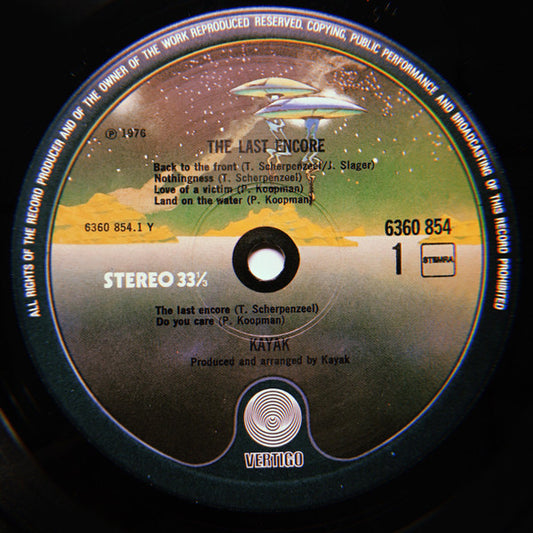 ALL RIGHTS OF THE RECORD PRODUCER AND OF THE OWNER OF THE WORK REPRODUCED RESERVED. COPYING, PUBLIC PERFORMANCE AND BROADCASTING OF THIS RECORD PROHIBITED
℗ 1976
THE LAST ENCORE
Back to the front (T. Scherpenzeel/J. Slager)
Nothingness (T. Scherpenzeel)
Love of a victim (P. Koopman)
Land on the water (P. Koopman)
6360 854.1 Y
6360 854
1
STEMRA
STEREO 33⅓
The last encore (T. Scherpenzeel)
Do you care (P. Koopman)
KAYAK
Produced and arranged by Kayak
VERTIGO